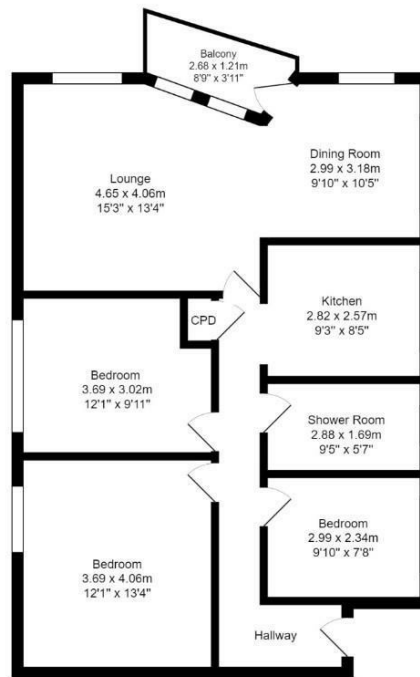 Balcony
2.68 x 1.21m
8'9" x 3'11"
Lounge
4.65 x 4.06m
15'3" x 13'4"
Dining Room
2.99 x 3.18m
9'10" x 10'5"
Kitchen
2.82 x 2.57m
9'3" x 8'5"
CPD
Bedroom
3.69 x 3.02m
12'1" x 9'11"
Shower Room
2.88 x 1.69m
9'5" x 5'7"
Bedroom
2.99 x 2.34m
9'10" x 7'8"
Bedroom
3.69 x 4.06m
12'1" x 13'4"
Hallway